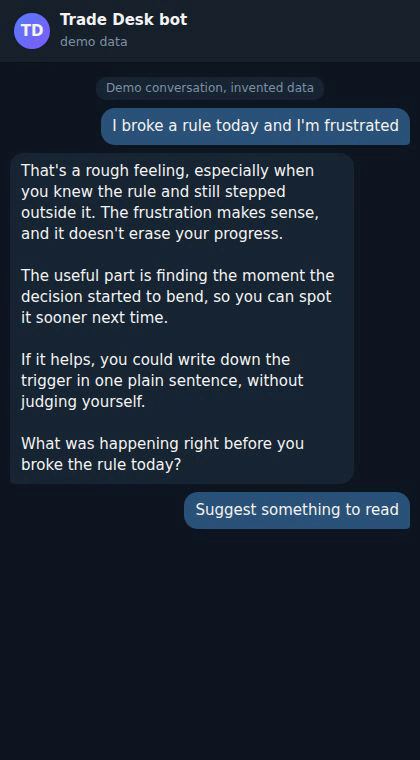 TD
Trade Desk bot
demo data
Demo conversation, invented data
I broke a rule today and I'm frustrated
That's a rough feeling, especially when
you knew the rule and still stepped
outside it. The frustration makes sense,
and it doesn't erase your progress.
The useful part is finding the moment the
decision started to bend, so you can spot
it sooner next time.
If it helps, you could write down the
trigger in one plain sentence, without
judging yourself.
What was happening right before you
broke the rule today?
Suggest something to read